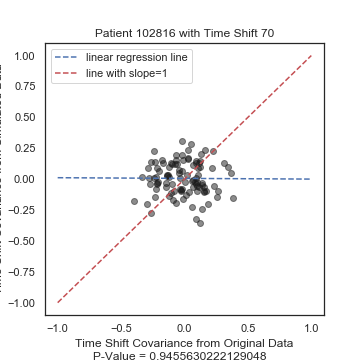 Patient 102816 with Time Shift 70
linear regression line
line with slope=1
1.00
0.75
0.50
0.25
0.00
−0.25
−0.50
−0.75
−1.00
−1.0
−0.5
0.0
0.5
1.0
Time Shift Covariance from Original Data
P-Value = 0.9455630222129048